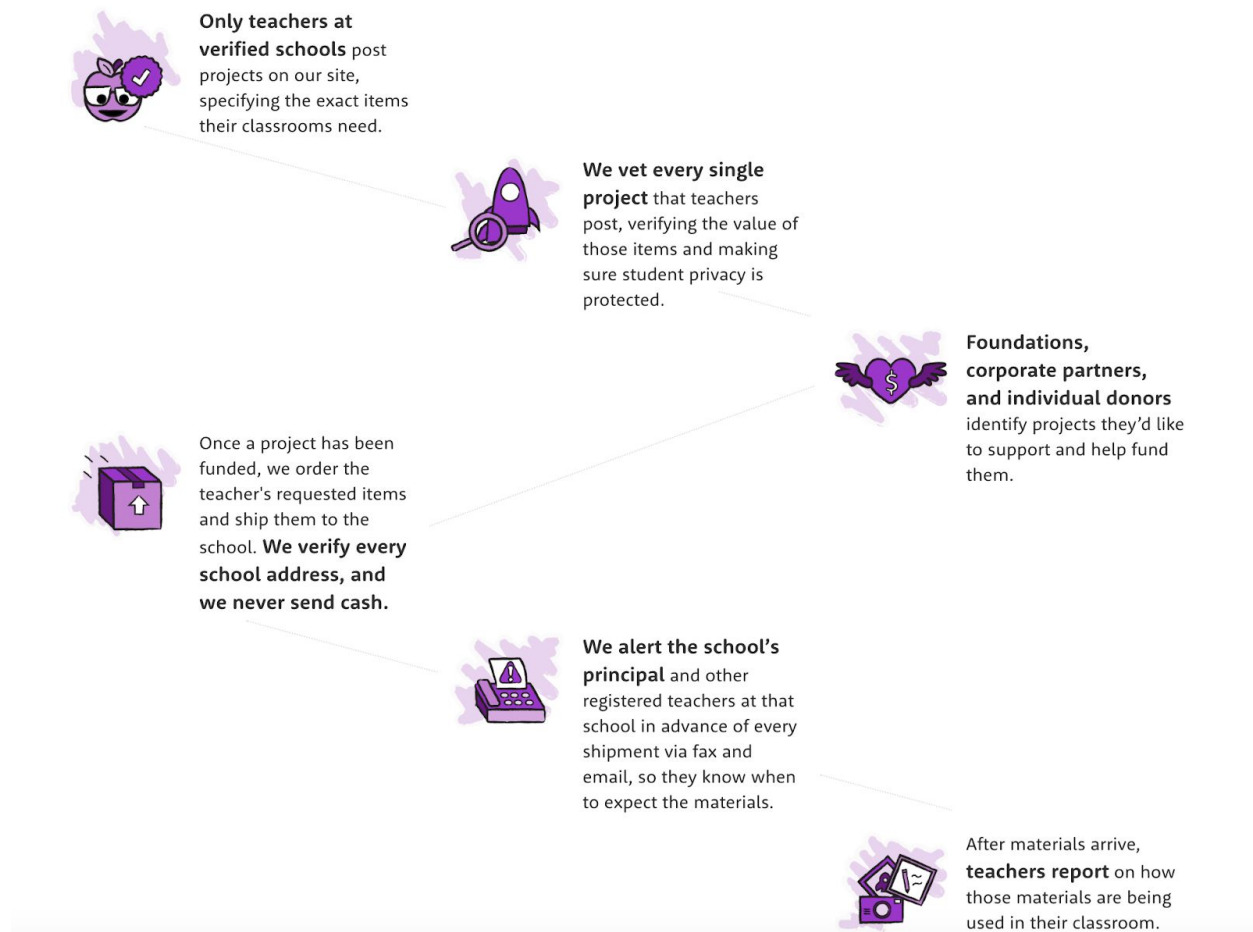 Only teachers at
verified schools post
projects on our site,
specifying the exact items
their classrooms need.
We vet every single
project that teachers
post, verifying the value of
those items and making
sure student privacy is
protected.
Foundations,
corporate partners,
and individual donors
identify projects they’d like
to support and help fund
them.
Once a project has been
funded, we order the
teacher's requested items
and ship them to the
school. We verify every
school address, and
we never send cash.
We alert the school’s
principal and other
registered teachers at that
school in advance of every
shipment via fax and
email, so they know when
to expect the materials.
After materials arrive,
teachers report on how
those materials are being
used in their classroom.